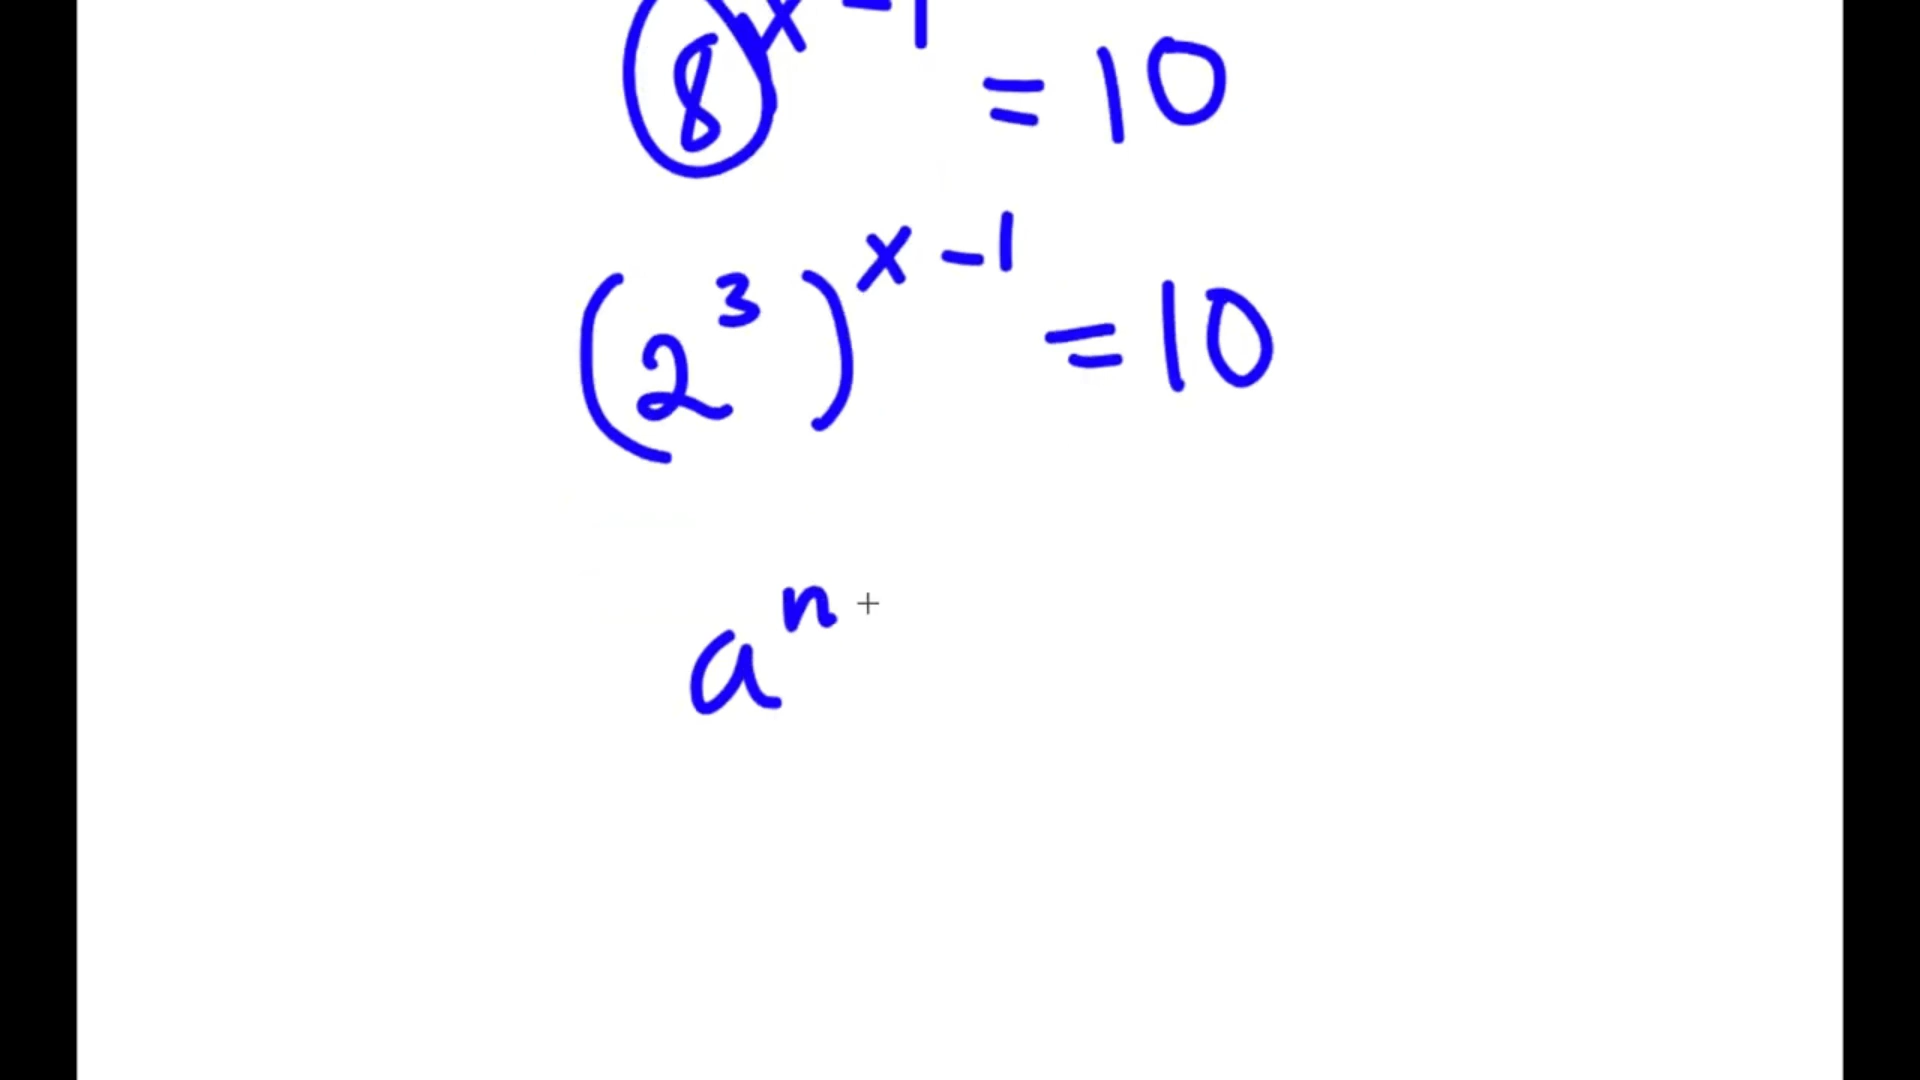 8^{x-1} = 10
(2^3)^{x-1} = 10
a^n